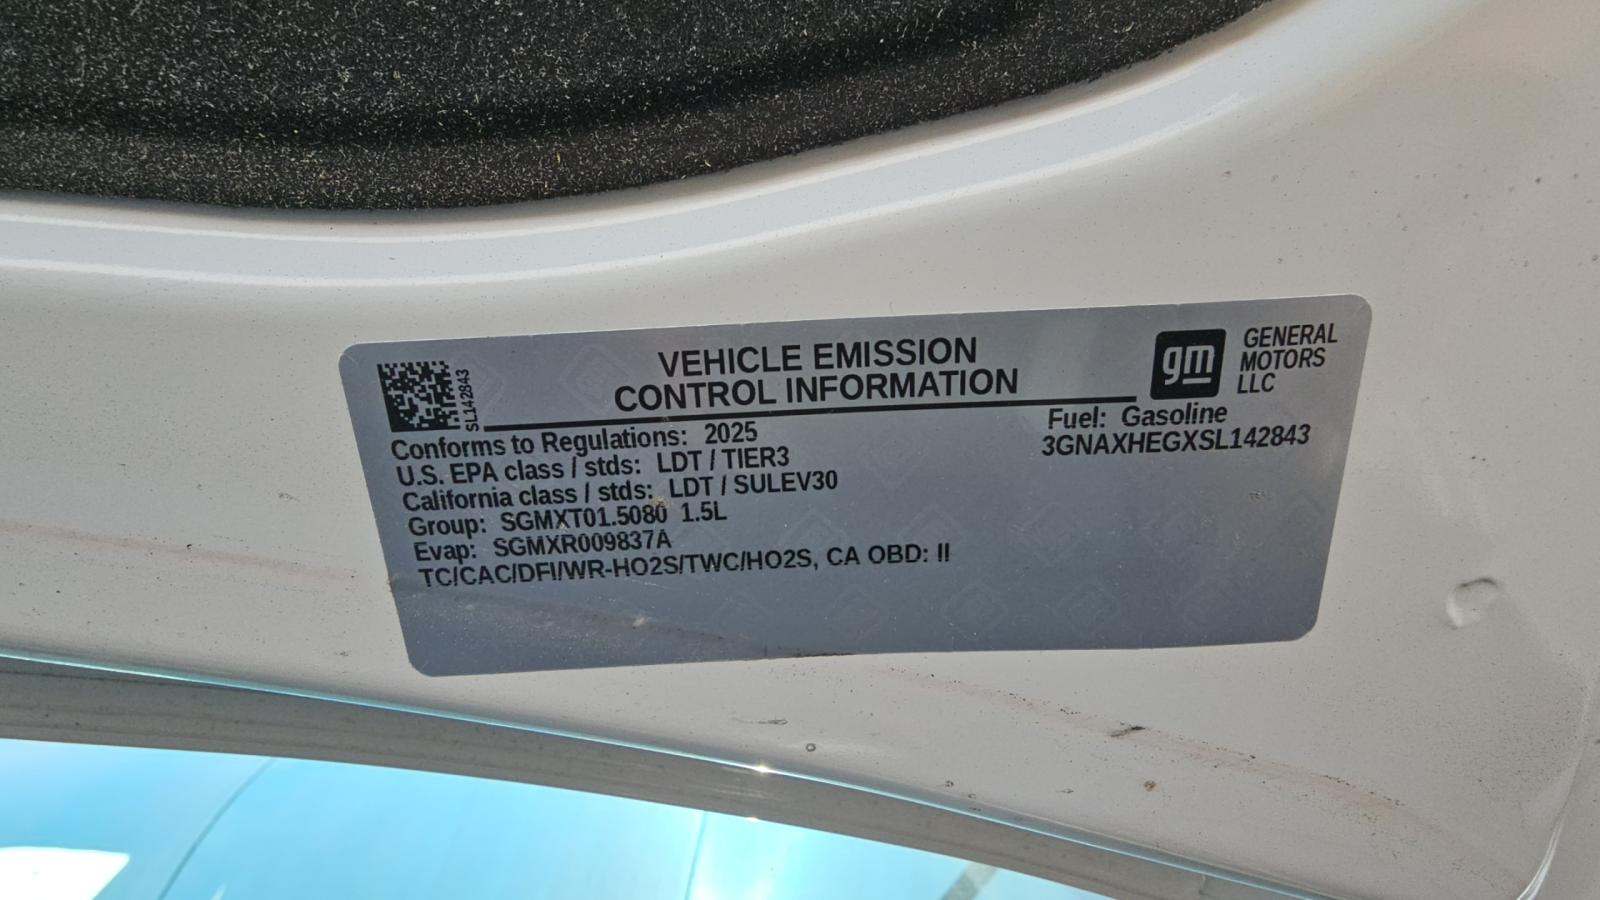 VEHICLE EMISSION
CONTROL INFORMATION
gm
GENERAL
MOTORS
LLC
SL142843
Conforms to Regulations: 2025
U.S. EPA class / stds: LDT / TIER3
California class / stds: LDT / SULEV30
Group: SGMXT01.5080 1.5L
Evap: SGMXR009837A
TC/CAC/DFI/WR-HO2S/TWC/HO2S, CA OBD: II
Fuel: Gasoline
3GNAXHEGXSL142843